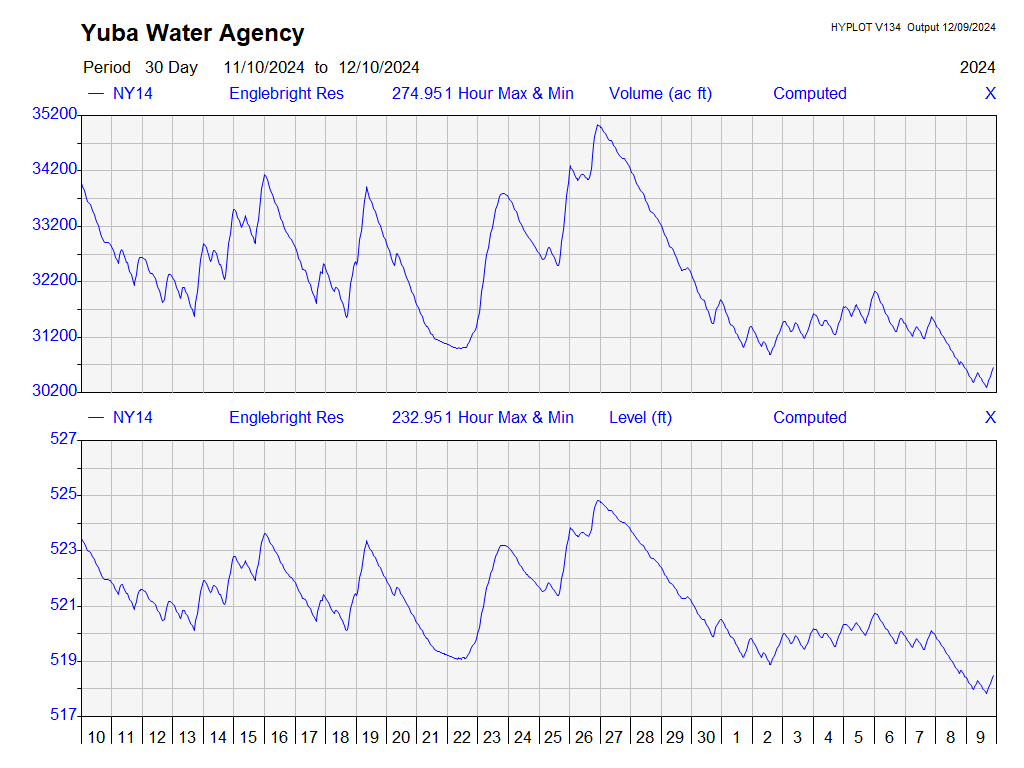 Yuba Water Agency
HYPLOT V134 Output 12/09/2024
Period 30 Day 11/10/2024 to 12/10/2024 2024
NY14 Englebright Res 274.951 Hour Max & Min Volume (ac ft) Computed X
35200
34200
33200
32200
31200
30200
NY14 Englebright Res 232.951 Hour Max & Min Level (ft) Computed X
527
525
523
521
519
517
10 11 12 13 14 15 16 17 18 19 20 21 22 23 24 25 26 27 28 29 30 1 2 3 4 5 6 7 8 9